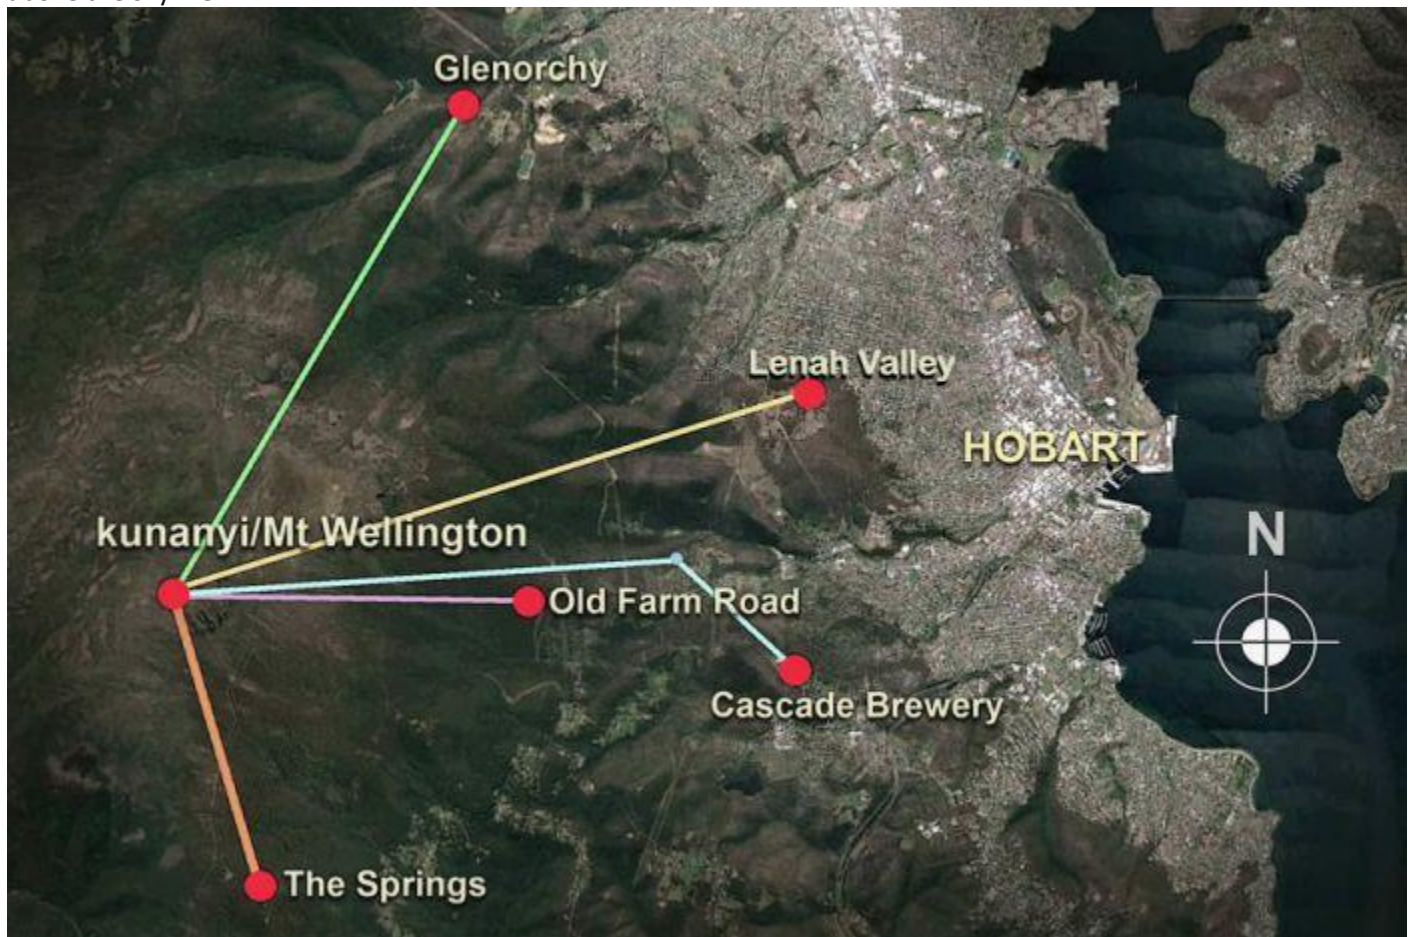 Glenorchy
Lenah Valley
HOBART
kunanyi/Mt Wellington
N
Old Farm Road
Cascade Brewery
The Springs